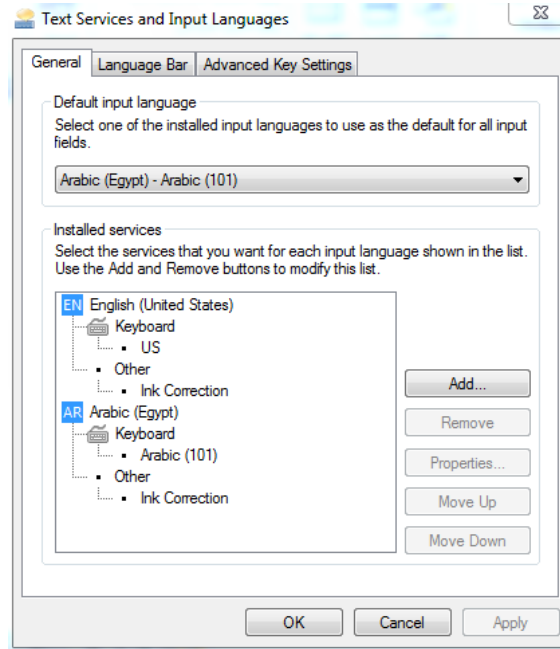 Text Services and Input Languages
General
Language Bar
Advanced Key Settings
Default input language
Select one of the installed input languages to use as the default for all input
fields.
Arabic (Egypt) - Arabic (101)
Installed services
Select the services that you want for each input language shown in the list.
Use the Add and Remove buttons to modify this list.
EN English (United States)
Keyboard
US
Other
Ink Correction
AR Arabic (Egypt)
Keyboard
Arabic (101)
Other
Ink Correction
Add...
Remove
Properties...
Move Up
Move Down
OK
Cancel
Apply